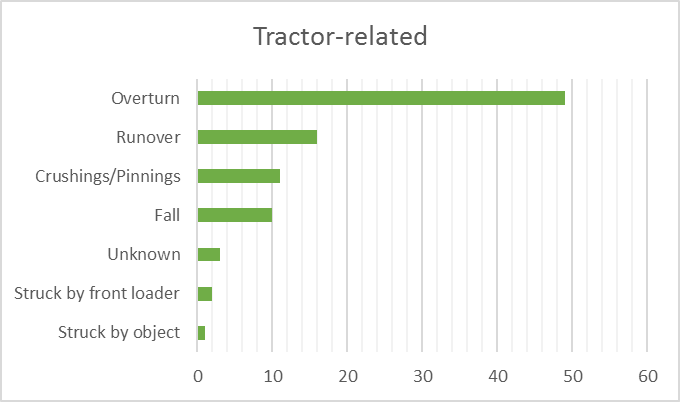 Tractor-related
Overturn
Runover
Crushings/Pinnings
Fall
Unknown
Struck by front loader
Struck by object
0 10 20 30 40 50 60